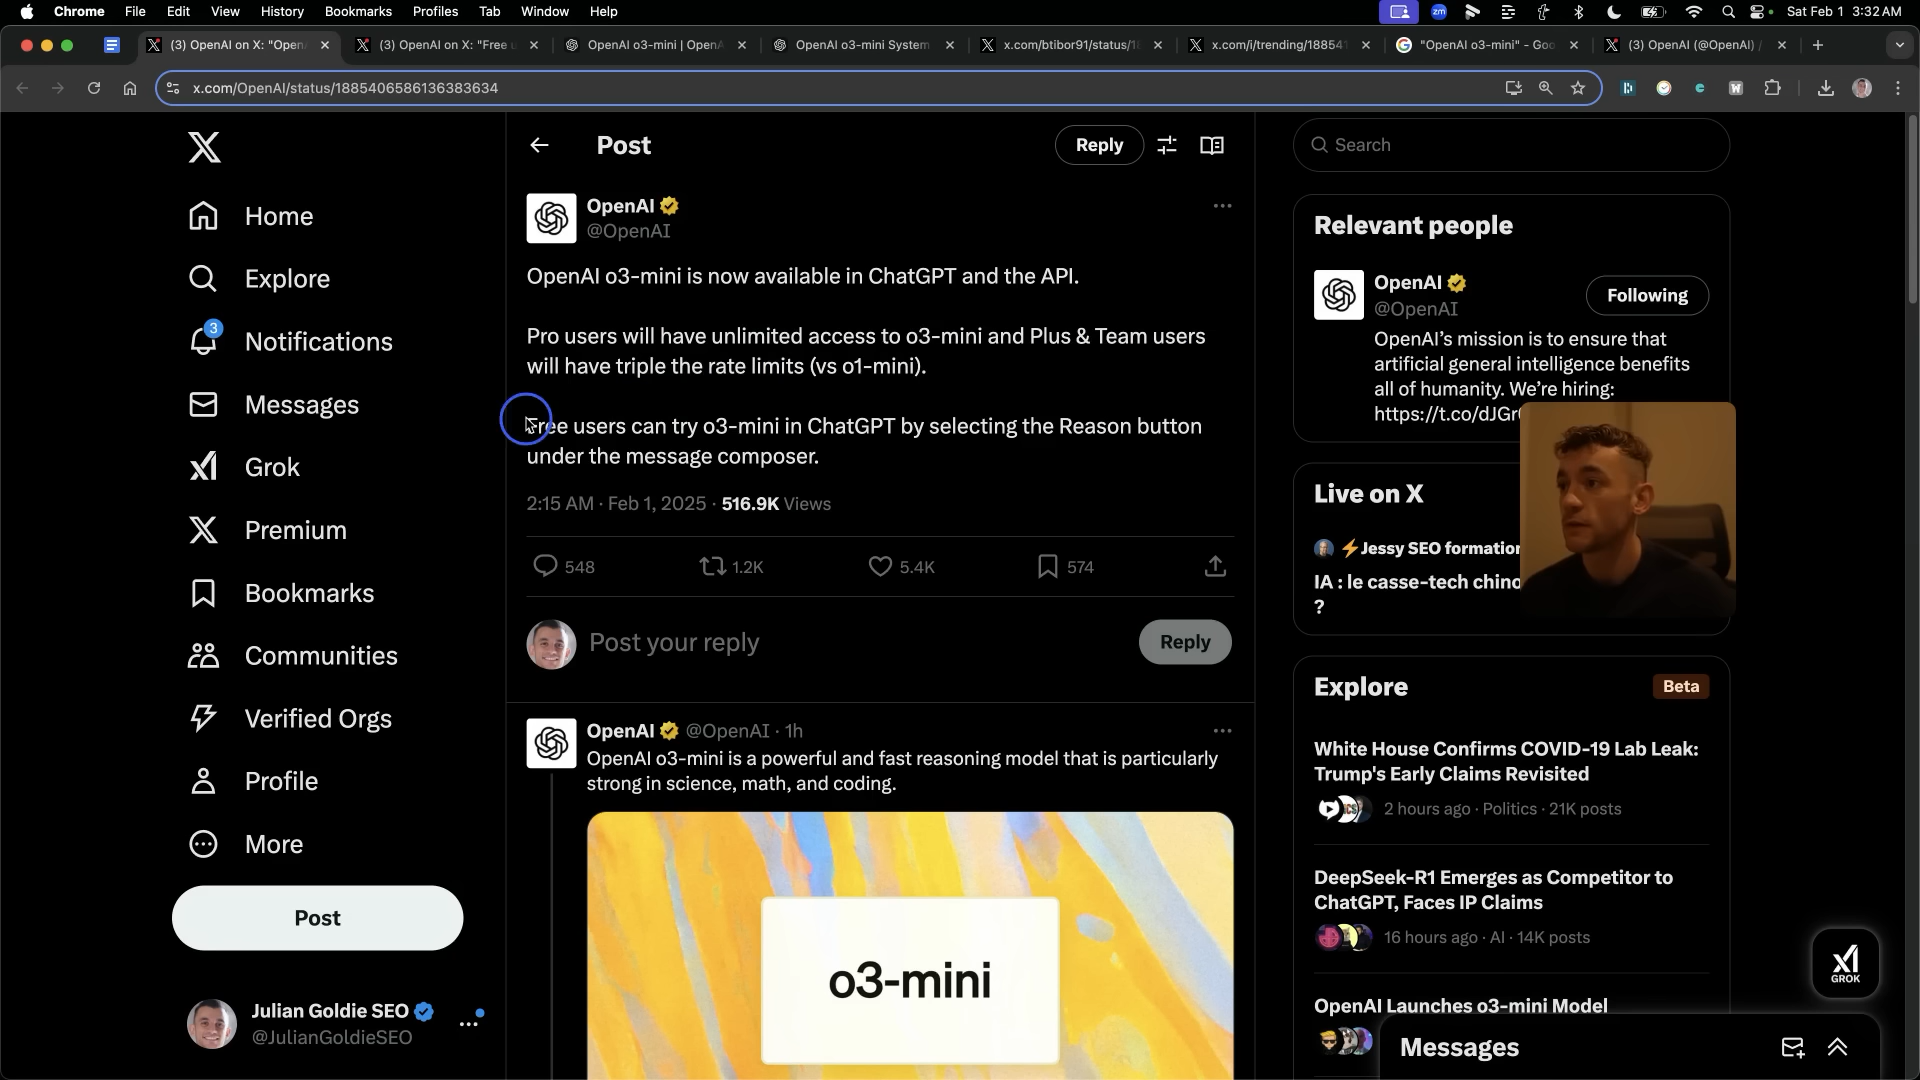 Chrome File Edit View History Bookmarks Profiles Tab Window Help
zm
Sat Feb 1 3:32 AM
(3) OpenAI on X: "Open
(3) OpenAI on X: "Free u
OpenAI o3-mini | OpenA
OpenAI o3-mini System
x.com/btibor91/status/18
x.com/i/trending/188541
"OpenAI o3-mini" - Goo
(3) OpenAI (@OpenAI) /
x.com/OpenAI/status/1885406586136383634
Home
Explore
3
Notifications
Messages
Grok
Premium
Bookmarks
Communities
Verified Orgs
Profile
More
Post
Julian Goldie SEO
@JulianGoldieSEO
Post
Reply
OpenAI
@OpenAI
OpenAI o3-mini is now available in ChatGPT and the API.
Pro users will have unlimited access to o3-mini and Plus & Team users
will have triple the rate limits (vs o1-mini).
Free users can try o3-mini in ChatGPT by selecting the Reason button
under the message composer.
2:15 AM · Feb 1, 2025 · 516.9K Views
548 1.2K 5.4K 574
Post your reply
Reply
OpenAI @OpenAI · 1h
OpenAI o3-mini is a powerful and fast reasoning model that is particularly
strong in science, math, and coding.
o3-mini
Search
Relevant people
OpenAI
@OpenAI
Following
OpenAI’s mission is to ensure that
artificial general intelligence benefits
all of humanity. We’re hiring:
https://t.co/dJGr
Live on X
⚡Jessy SEO formation
IA : le casse-tech chino
?
Explore
Beta
White House Confirms COVID-19 Lab Leak:
Trump's Early Claims Revisited
2 hours ago · Politics · 21K posts
DeepSeek-R1 Emerges as Competitor to
ChatGPT, Faces IP Claims
16 hours ago · AI · 14K posts
OpenAI Launches o3-mini Model
GROK
Messages